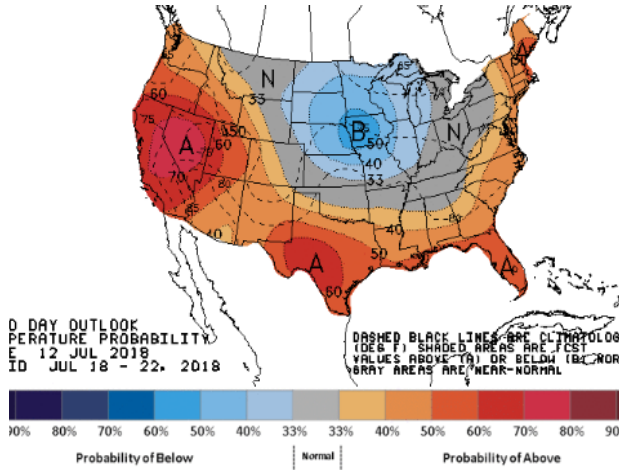 N
N
A
A
A
A
B
60
75
70
50
60
33
40
50
40
33
40
50
60
D DAY OUTLOOK
PERATURE PROBABILITY
E 12 JUL 2018
ID JUL 18 - 22, 2018
DASHED BLACK LINES ARE CLIMATOLOG
(DEG F) SHADED AREAS ARE FCST
VALUES ABOVE (A) OR BELOW (B) NOR
GRAY AREAS ARE NEAR-NORMAL
90% 80% 70% 60% 50% 40% 33% 33% 40% 50% 60% 70% 80% 90
Probability of Below Normal Probability of Above